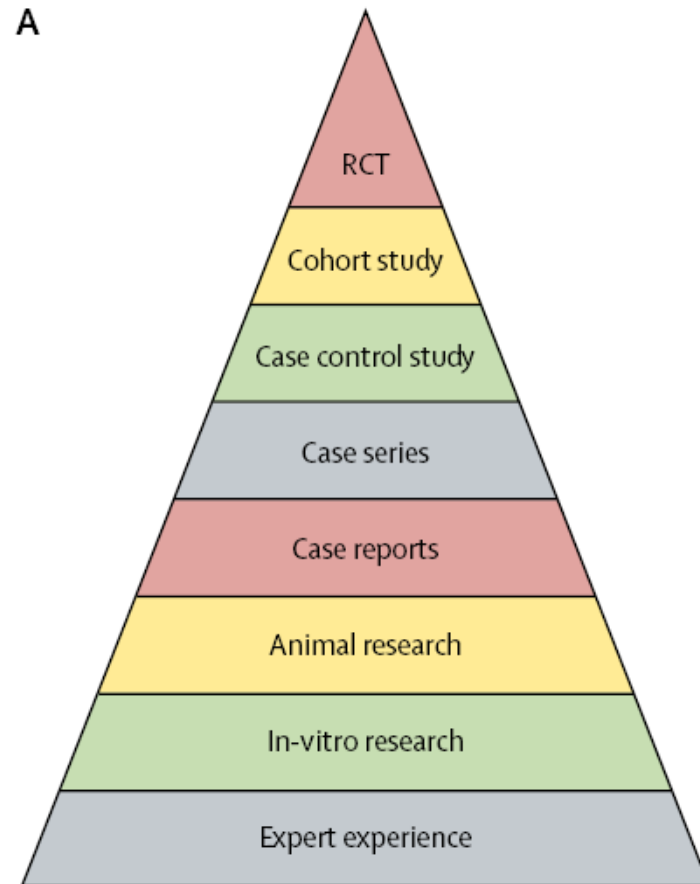 A
RCT
Cohort study
Case control study
Case series
Case reports
Animal research
In-vitro research
Expert experience